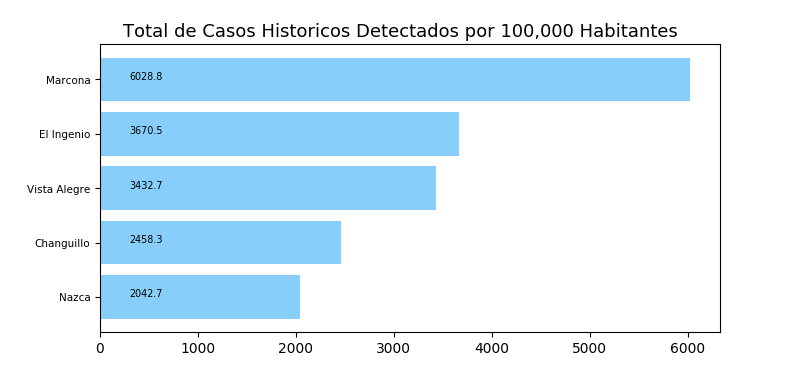 Total de Casos Historicos Detectados por 100,000 Habitantes
Marcona 6028.8
El Ingenio 3670.5
Vista Alegre 3432.7
Changuillo 2458.3
Nazca 2042.7
0 1000 2000 3000 4000 5000 6000